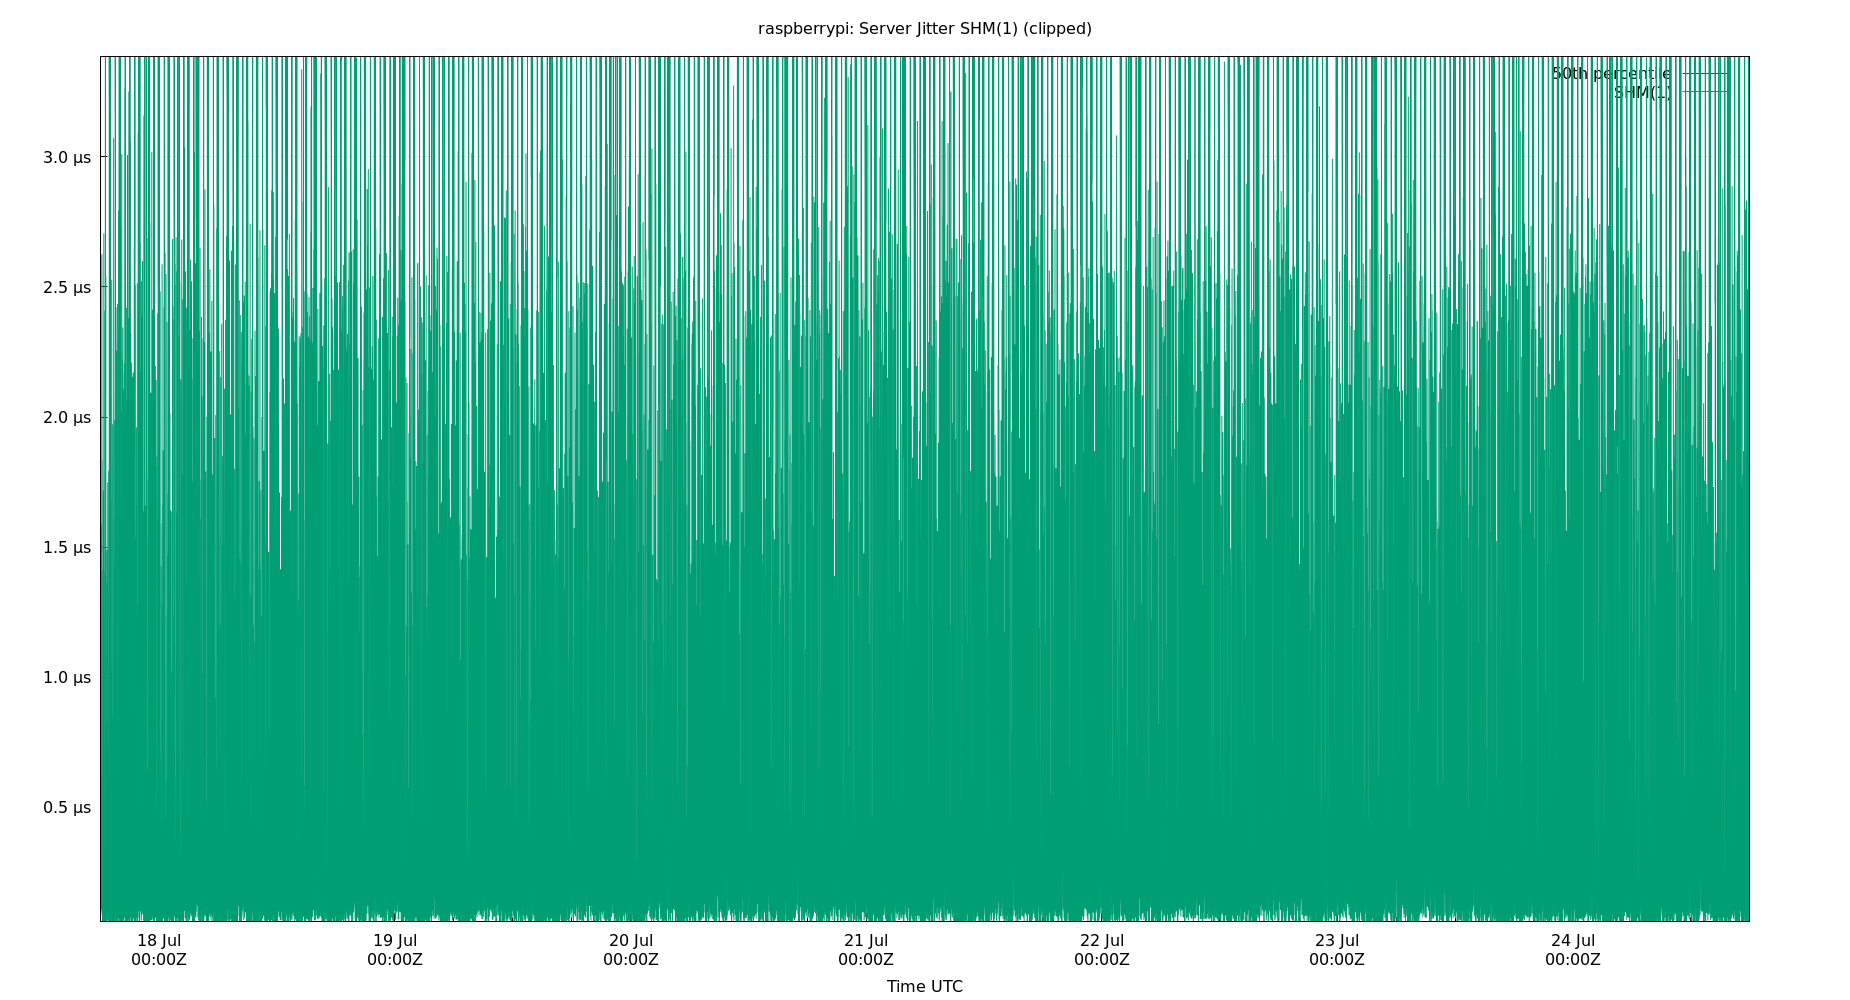 raspberrypi: Server Jitter SHM(1) (clipped)
50th percentile
SHM(1)
3.0 µs
2.5 µs
2.0 µs
1.5 µs
1.0 µs
0.5 µs
18 Jul 19 Jul 20 Jul 21 Jul 22 Jul 23 Jul 24 Jul
00:00Z 00:00Z 00:00Z 00:00Z 00:00Z 00:00Z 00:00Z
Time UTC